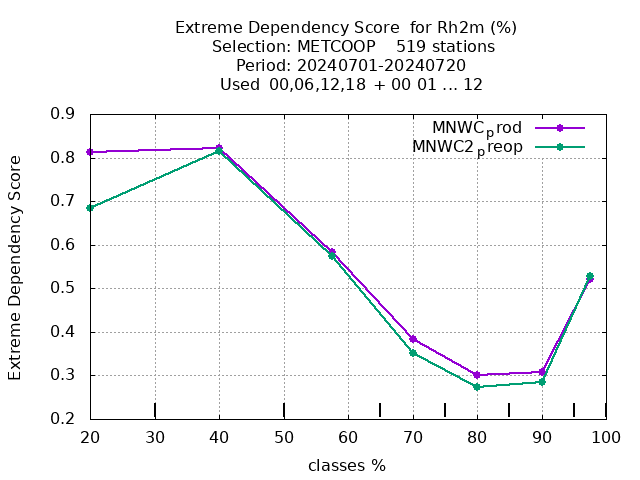 Extreme Dependency Score for Rh2m (%)
Selection: METCOOP 519 stations
Period: 20240701-20240720
Used 00,06,12,18 + 00 01 ... 12
MNWCprod
MNWC2preop
0.9
0.8
0.7
0.6
0.5
0.4
0.3
0.2
Extreme Dependency Score
20 30 40 50 60 70 80 90 100
classes %